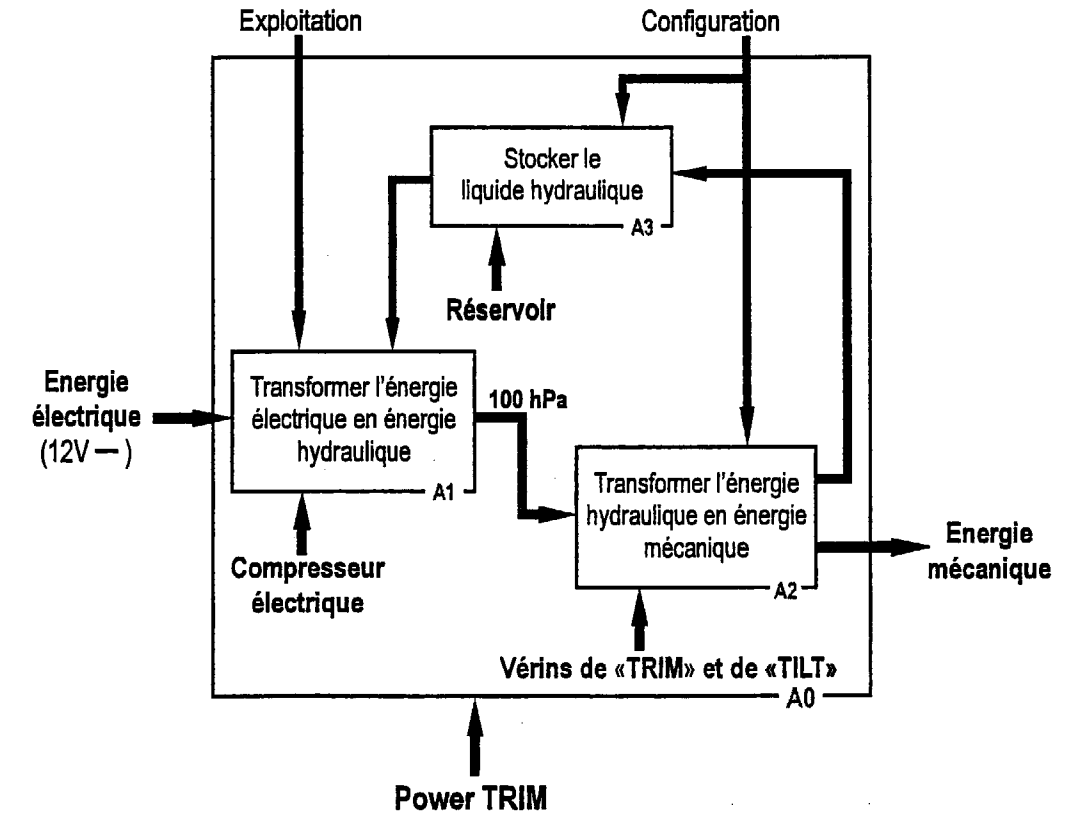 Exploitation
Configuration
Stocker le
liquide hydraulique
A3
Réservoir
Energie
électrique
(12V — )
Transformer l'énergie
électrique en énergie
hydraulique
A1
100 hPa
Compresseur
électrique
Transformer l'énergie
hydraulique en énergie
mécanique
A2
Energie
mécanique
Vérins de «TRIM» et de «TILT»
A0
Power TRIM